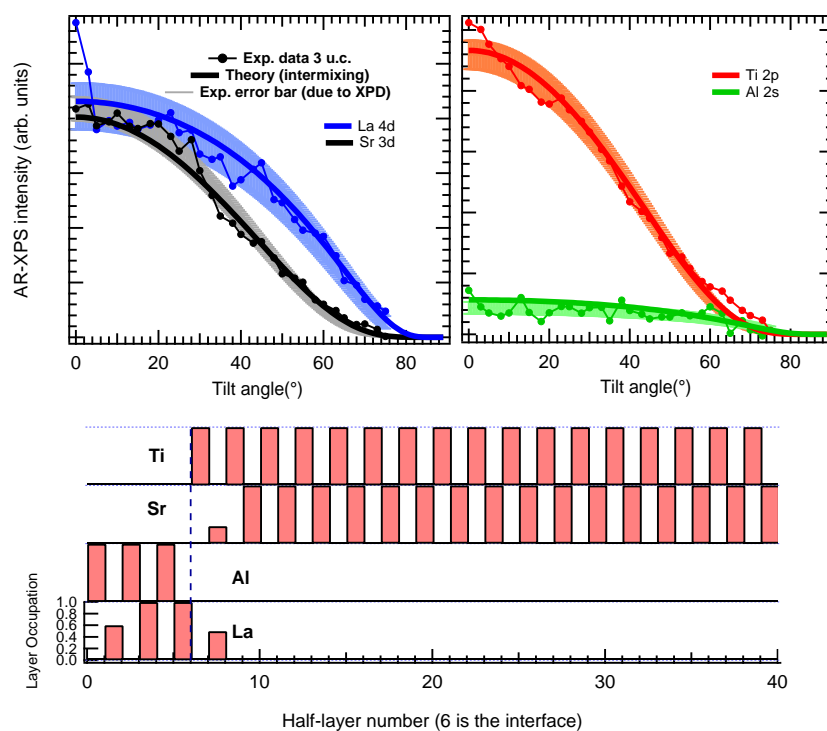 AR-XPS intensity (arb. units)
Exp. data 3 u.c.
Theory (intermixing)
Exp. error bar (due to XPD)
La 4d
Sr 3d
Ti 2p
Al 2s
0 20 40 60 80
0 20 40 60 80
Tilt angle(°)
Tilt angle(°)
Ti
Sr
Al
La
Layer Occupation
1.0
0.8
0.6
0.4
0.2
0.0
0 10 20 30 40
Half-layer number (6 is the interface)